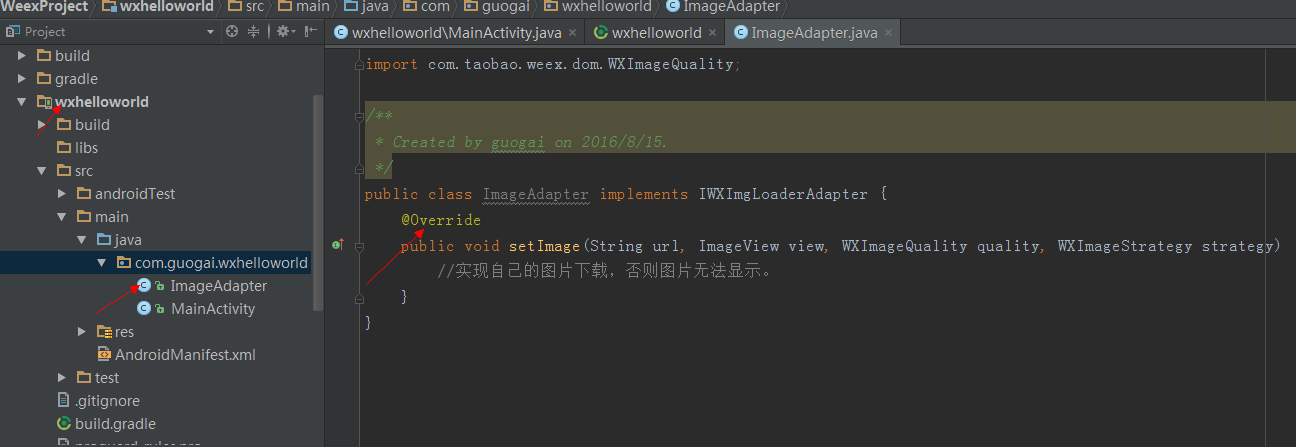 WeexProject wxhelloworld src main java com guogai wxhelloworld ImageAdapter
Project
wxhelloworld\MainActivity.java × wxhelloworld × ImageAdapter.java ×
build
gradle
wxhelloworld
build
libs
src
androidTest
main
java
com.guogai.wxhelloworld
ImageAdapter
MainActivity
res
AndroidManifest.xml
test
.gitignore
build.gradle
import com.taobao.weex.dom.WXImageQuality;
/**
* Created by guogai on 2016/8/15.
*/
public class ImageAdapter implements IWXImgLoaderAdapter {
@Override
public void setImage(String url, ImageView view, WXImageQuality quality, WXImageStrategy strategy)
//实现自己的图片下载，否则图片无法显示。
}
}